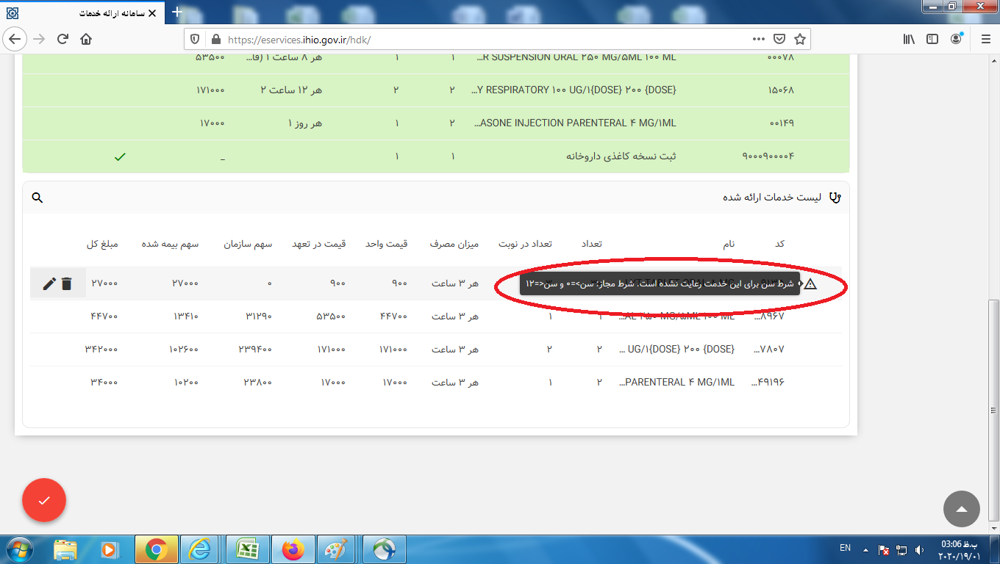 سامانه ارائه خدمات
https://eservices.ihio.gov.ir/hdk/
۰۰۰۷۸ R SUSPENSION ORAL ۲۵۰ MG/۵ML ۱۰۰ ML... ۱ ۱ هر ۸ ساعت ۱ (قا... ۵۳۵۰۰
۱۵۰۶۸ Y RESPIRATORY ۱۰۰ UG/۱{DOSE} ۲۰۰ {DOSE}... ۲ ۲ هر ۱۲ ساعت ۲ ۱۷۱۰۰۰
۰۰۱۴۹ ASONE INJECTION PARENTERAL ۴ MG/۱ML... ۲ ۱ هر روز ۱ ۱۷۰۰۰
۹۰۰۰۹۰۰۰۰۴ ثبت نسخه کاغذی داروخانه ۱ ۱ _
لیست خدمات ارائه شده
کد نام تعداد تعداد در نوبت میزان مصرف قیمت واحد قیمت در تعهد سهم سازمان سهم بیمه شده مبلغ کل
شرط سن برای این خدمت رعایت نشده است. شرط مجاز: سن>=۰ و سن<=۱۲
هر ۳ ساعت ۹۰۰ ۹۰۰ ۰ ۲۷۰۰۰ ۲۷۰۰۰
...۸۹۶۷ AL ۲۵۰ MG/۵ML ۱۰۰ ML... ۱ ۱ هر ۳ ساعت ۴۴۷۰۰ ۵۳۵۰۰ ۳۱۲۹۰ ۱۳۴۱۰ ۴۴۷۰۰
...۷۸۰۷ UG/۱{DOSE} ۲۰۰ {DOSE} ... ۲ ۲ هر ۳ ساعت ۱۷۱۰۰۰ ۱۷۱۰۰۰ ۲۳۹۴۰۰ ۱۰۲۶۰۰ ۳۴۲۰۰۰
...۴۹۱۹۶ PARENTERAL ۴ MG/۱ML... ۲ ۱ هر ۳ ساعت ۱۷۰۰۰ ۱۷۰۰۰ ۲۳۸۰۰ ۱۰۲۰۰ ۳۴۰۰۰
EN
03:06 ب.ظ
۲۰۲۰/۱۹/۰۱